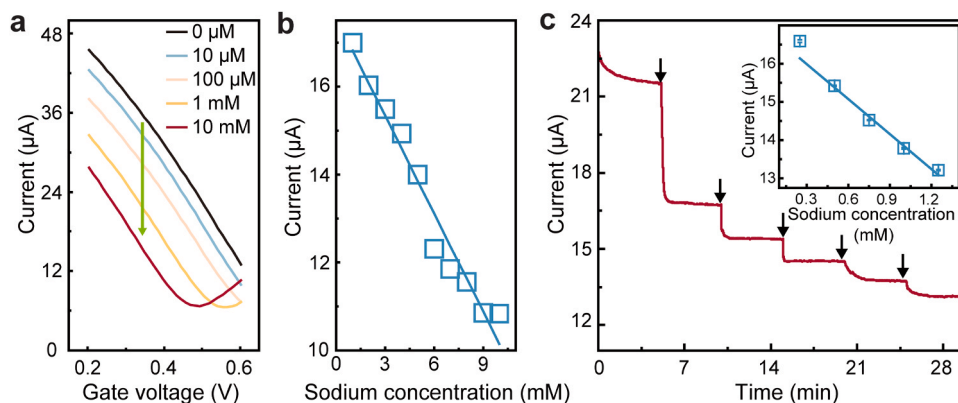 a
48
36
24
12
0
Current (μA)
0 μM
10 μM
100 μM
1 mM
10 mM
0.2
0.4
0.6
Gate voltage (V)
b
16
14
12
10
Current (μA)
0
3
6
9
Sodium concentration (mM)
c
24
21
18
15
12
Current (μA)
0
7
14
21
28
Time (min)
16
15
14
13
Current (μA)
0.3
0.6
0.9
1.2
Sodium concentration
(mM)